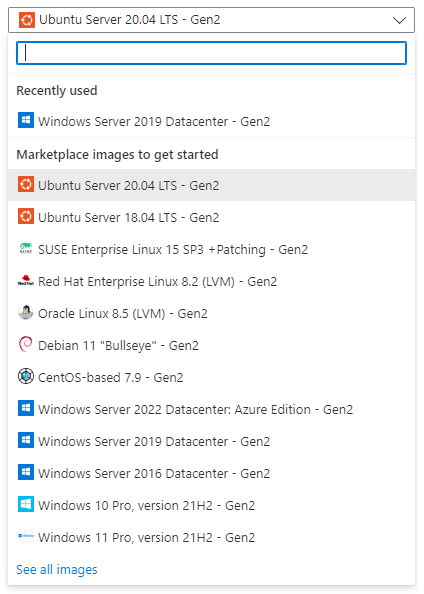 Ubuntu Server 20.04 LTS - Gen2
Recently used
Windows Server 2019 Datacenter - Gen2
Marketplace images to get started
Ubuntu Server 20.04 LTS - Gen2
Ubuntu Server 18.04 LTS - Gen2
SUSE Enterprise Linux 15 SP3 +Patching - Gen2
Red Hat Enterprise Linux 8.2 (LVM) - Gen2
Oracle Linux 8.5 (LVM) - Gen2
Debian 11 "Bullseye" - Gen2
CentOS-based 7.9 - Gen2
Windows Server 2022 Datacenter: Azure Edition - Gen2
Windows Server 2019 Datacenter - Gen2
Windows Server 2016 Datacenter - Gen2
Windows 10 Pro, version 21H2 - Gen2
Windows 11 Pro, version 21H2 - Gen2
See all images